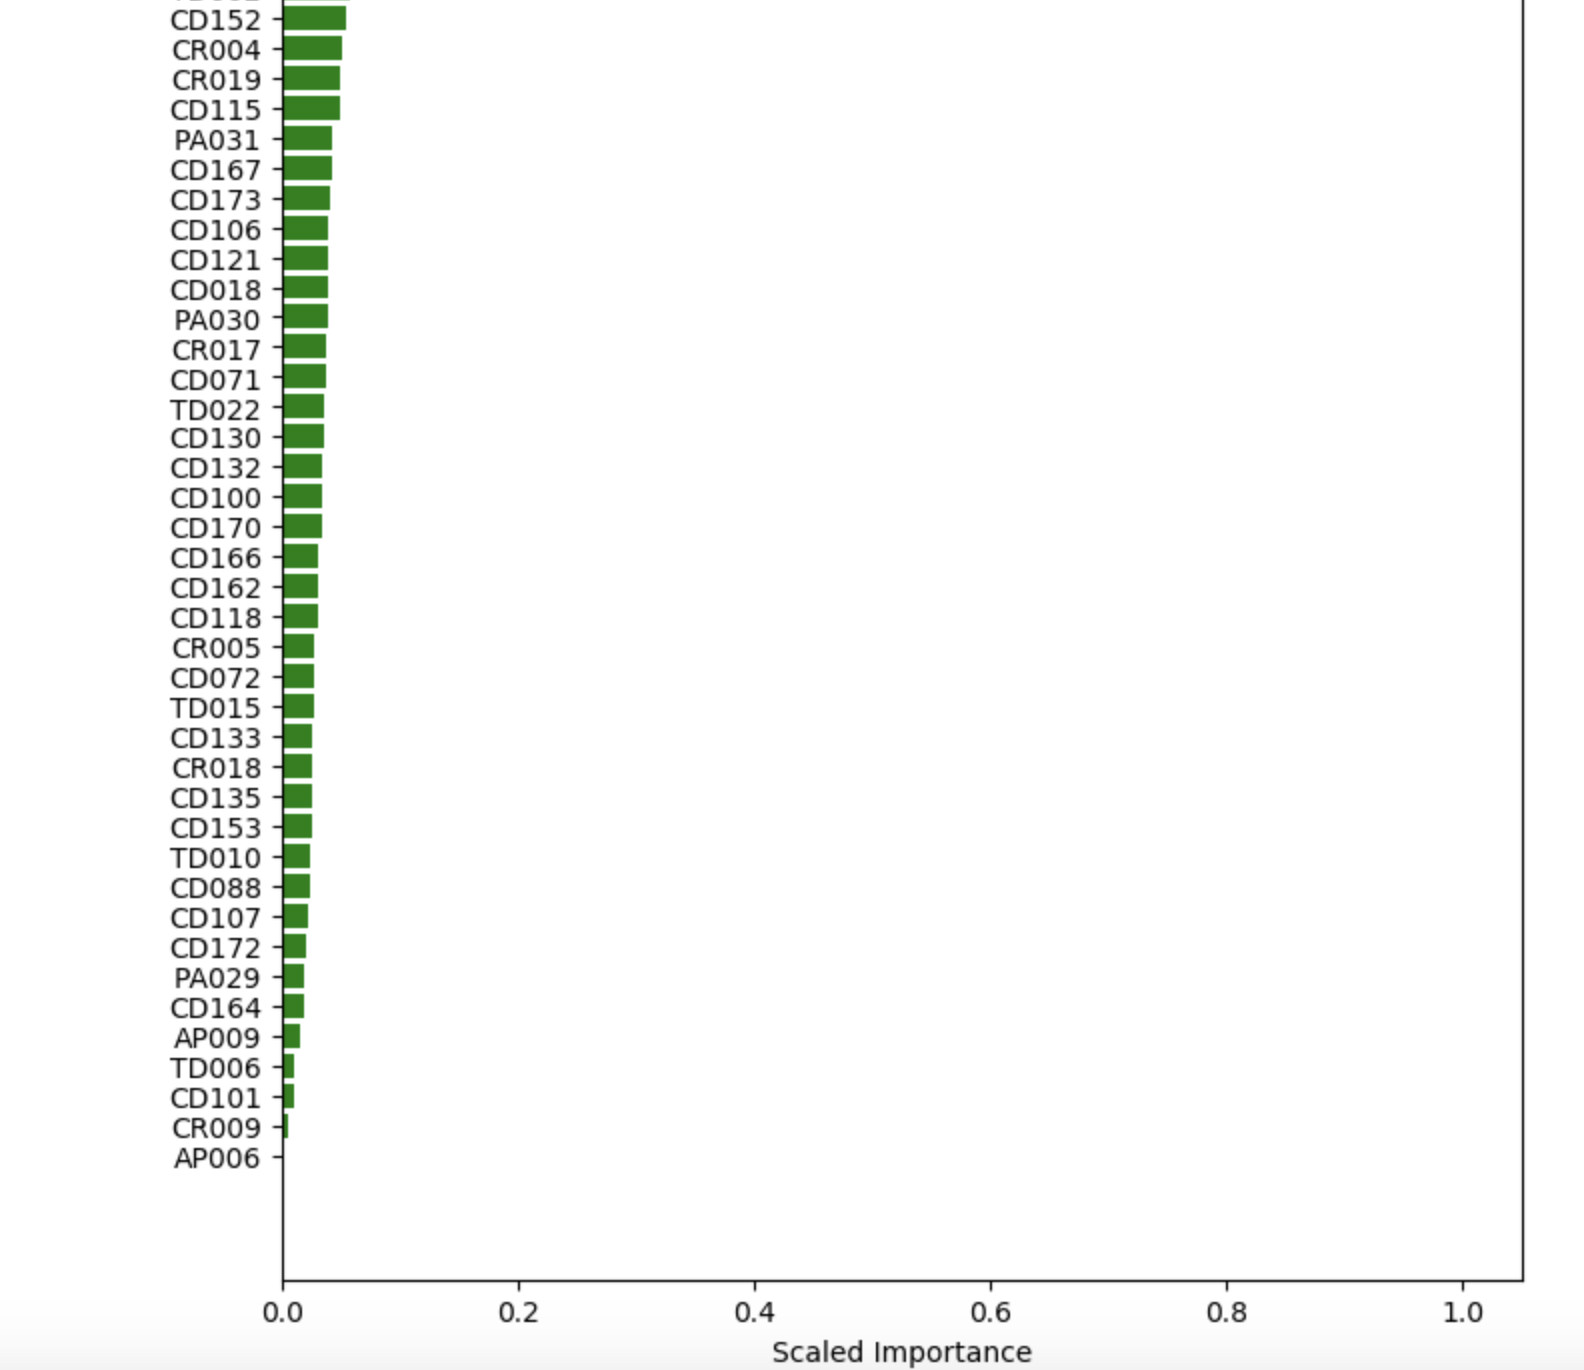 CD152
CR004
CR019
CD115
PA031
CD167
CD173
CD106
CD121
CD018
PA030
CR017
CD071
TD022
CD130
CD132
CD100
CD170
CD166
CD162
CD118
CR005
CD072
TD015
CD133
CR018
CD135
CD153
TD010
CD088
CD107
CD172
PA029
CD164
AP009
TD006
CD101
CR009
AP006
0.0 0.2 0.4 0.6 0.8 1.0
Scaled Importance